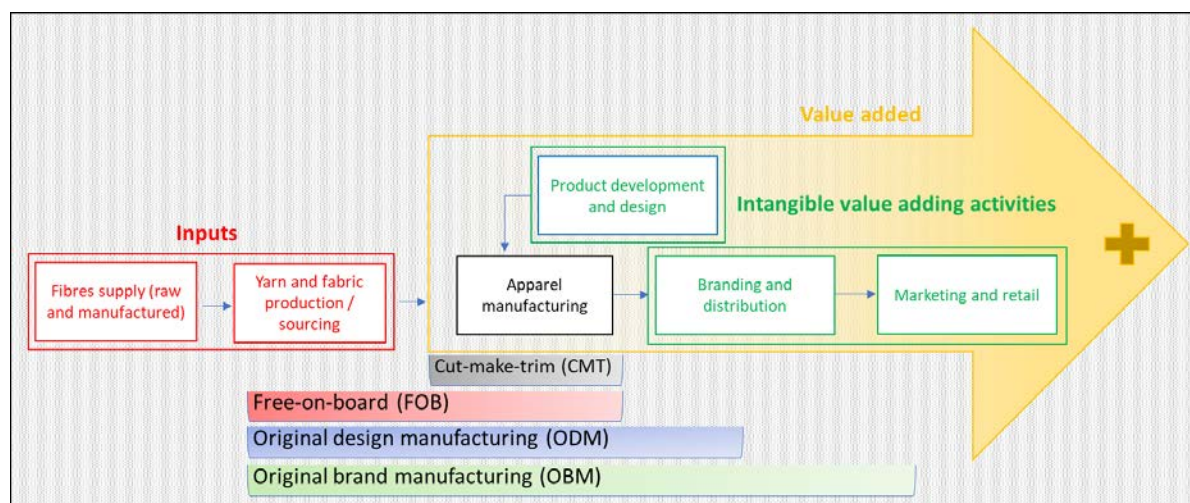 Value added
Product development
and design
Intangible value adding activities
Inputs
Fibres supply (raw
and manufactured)
Yarn and fabric
production /
sourcing
Apparel
manufacturing
Branding and
distribution
Marketing and retail
Cut-make-trim (CMT)
Free-on-board (FOB)
Original design manufacturing (ODM)
Original brand manufacturing (OBM)